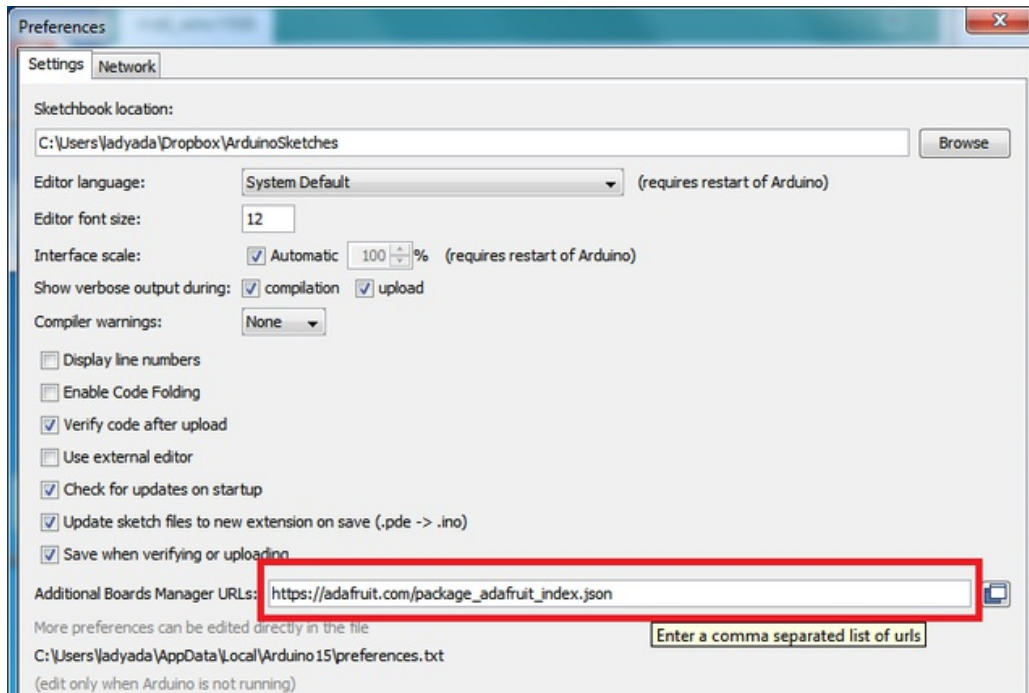 Preferences
Settings Network
Sketchbook location:
C:\Users\ladyada\Dropbox\ArduinoSketches Browse
Editor language: System Default (requires restart of Arduino)
Editor font size: 12
Interface scale: Automatic 100 % (requires restart of Arduino)
Show verbose output during: compilation upload
Compiler warnings: None
Display line numbers
Enable Code Folding
Verify code after upload
Use external editor
Check for updates on startup
Update sketch files to new extension on save (.pde -> .ino)
Save when verifying or uploading
Additional Boards Manager URLs: https://adafruit.com/package_adafruit_index.json
More preferences can be edited directly in the file
Enter a comma separated list of urls
C:\Users\ladyada\AppData\Local\Arduino15\preferences.txt
(edit only when Arduino is not running)